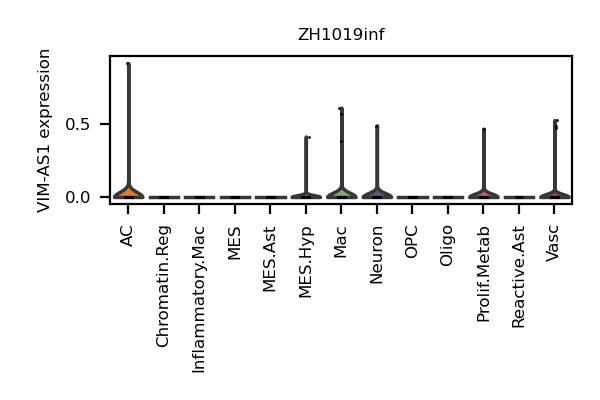 ZH1019inf
VIM-AS1 expression
0.5
0.0
AC
Chromatin.Reg
Inflammatory.Mac
MES
MES.Ast
MES.Hyp
Mac
Neuron
OPC
Oligo
Prolif.Metab
Reactive.Ast
Vasc